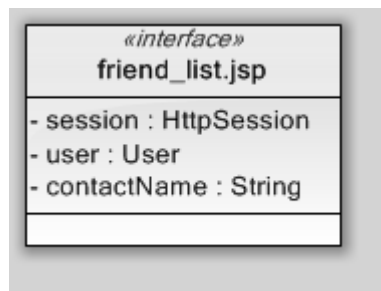 «interface»
friend_list.jsp
- session : HttpSession
- user : User
- contactName : String